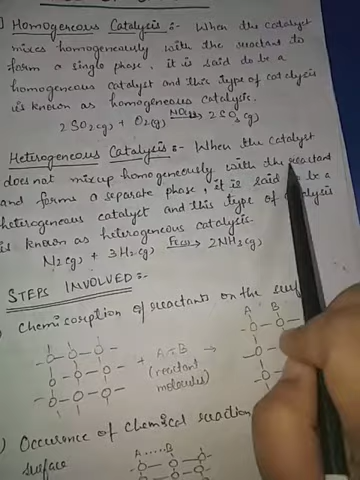 Homogeneous Catalysis :- When the catalyst
mixes homogeneously with the reactant to
form a single phase, it is said to be a
homogeneous catalyst and this type of catalysis
is known as homogeneous catalysis.
2SO2(g) + O2(g) NO(g) → 2SO3(g)
Heterogeneous Catalysis :- When the catalyst
does not mixup homogeneously with the reactant
and forms a separate phase, it is said to be a
heterogeneous catalyst and this type of catalysis
is known as heterogeneous catalysis.
N2(g) + 3H2(g) Fe(s) → 2NH3(g)
STEPS INVOLVED :-
Chemisorption of reactants on the
+ A-B →
(reactant
molecules)
A B
Occurence of chemical reaction
surface
A....B